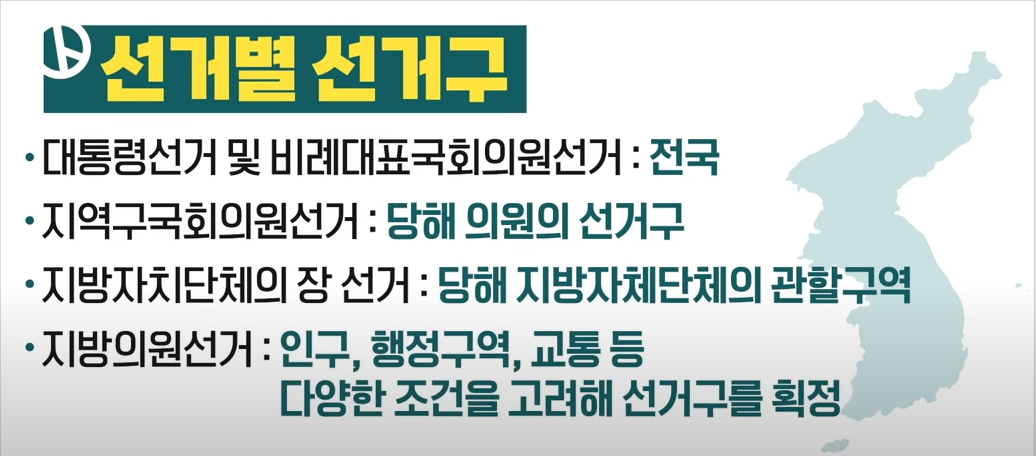 선거별 선거구
• 대통령선거 및 비례대표국회의원선거 : 전국
• 지역구국회의원선거 : 당해 의원의 선거구
• 지방자치단체의 장 선거 : 당해 지방자체단체의 관할구역
• 지방의원선거 : 인구, 행정구역, 교통 등
다양한 조건을 고려해 선거구를 획정